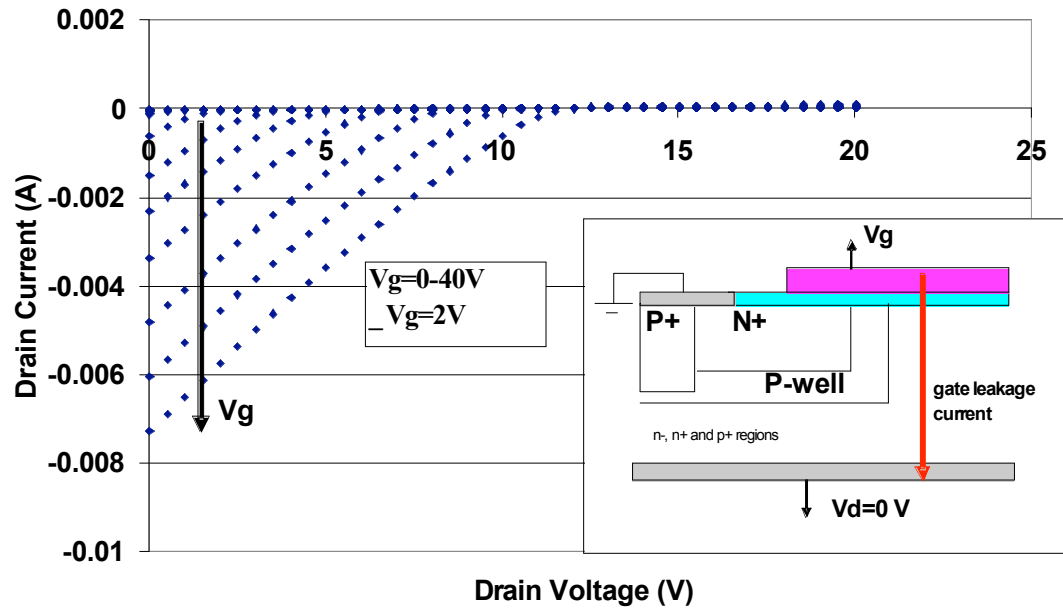 0.002
0
-0.002
-0.004
-0.006
-0.008
-0.01
0
5
10
15
20
25
Drain Current (A)
Drain Voltage (V)
Vg
Vg=0-40V
_ Vg=2V
Vg
P+
N+
P-well
gate leakage
current
n-, n+ and p+ regions
Vd=0 V